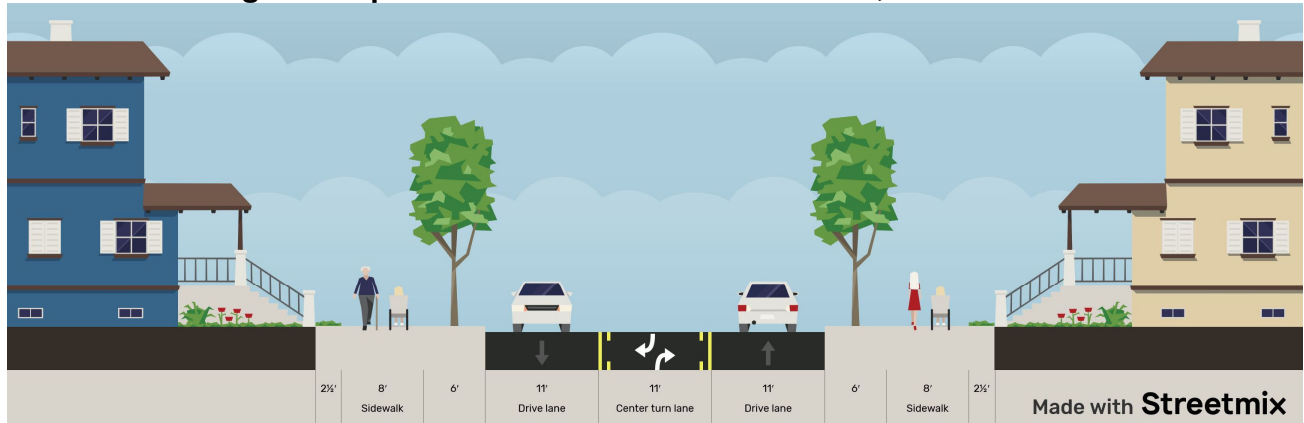 2½′ 8′ 6′ 11′ 11′ 11′ 6′ 8′ 2½′
Sidewalk Drive lane Center turn lane Drive lane Sidewalk
Made with Streetmix